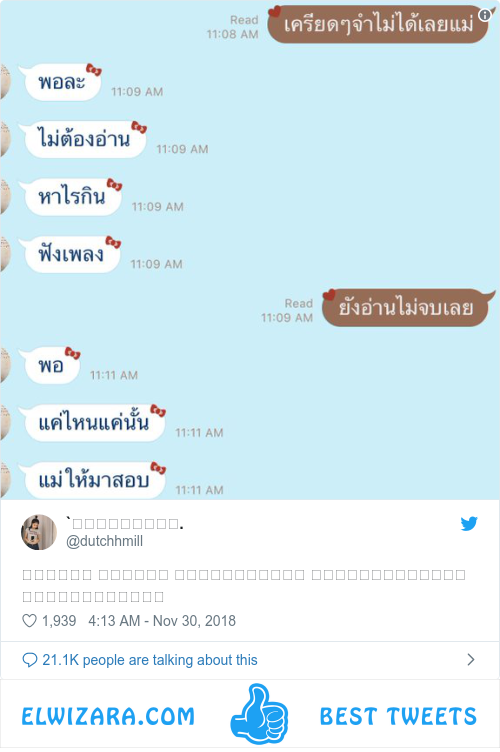 Read
เครียดๆจำไม่ได้เลยแม่
11:08 AM
พอละ
11:09 AM
ไม่ต้องอ่าน
11:09 AM
หาไรกิน
11:09 AM
ฟังเพลง
11:09 AM
Read
ยังอ่านไม่จบเลย
11:09 AM
พอ
11:11 AM
แค่ไหนแค่นั้น
11:11 AM
แม่ให้มาสอบ
11:11 AM
@dutchhmill
1,939 4:13 AM - Nov 30, 2018
21.1K people are talking about this
ELWIZARA.COM BEST TWEETS